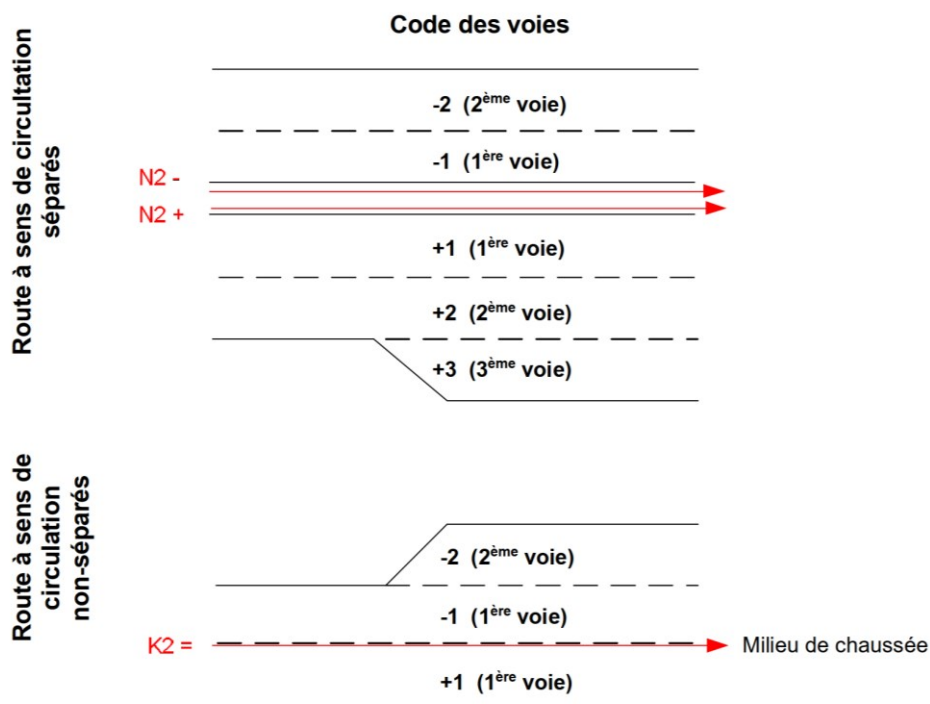 Code des voies
Route à sens de circultation
séparés
-2 (2ème voie)
-1 (1ère voie)
N2 -
N2 +
+1 (1ère voie)
+2 (2ème voie)
+3 (3ème voie)
Route à sens de
circulation
non-séparés
-2 (2ème voie)
-1 (1ère voie)
K2 =
Milieu de chaussée
+1 (1ère voie)